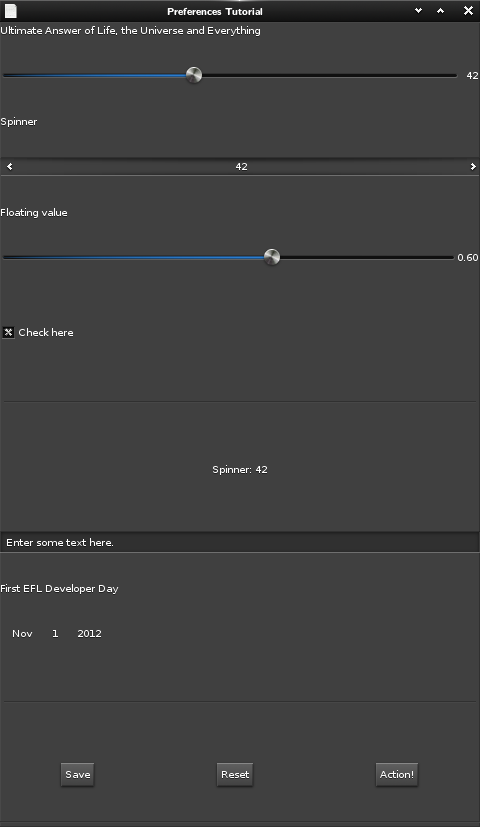 Preferences Tutorial
Ultimate Answer of Life, the Universe and Everything
42
Spinner
42
Floating value
0.60
Check here
Spinner: 42
Enter some text here.
First EFL Developer Day
Nov 1 2012
Save Reset Action!